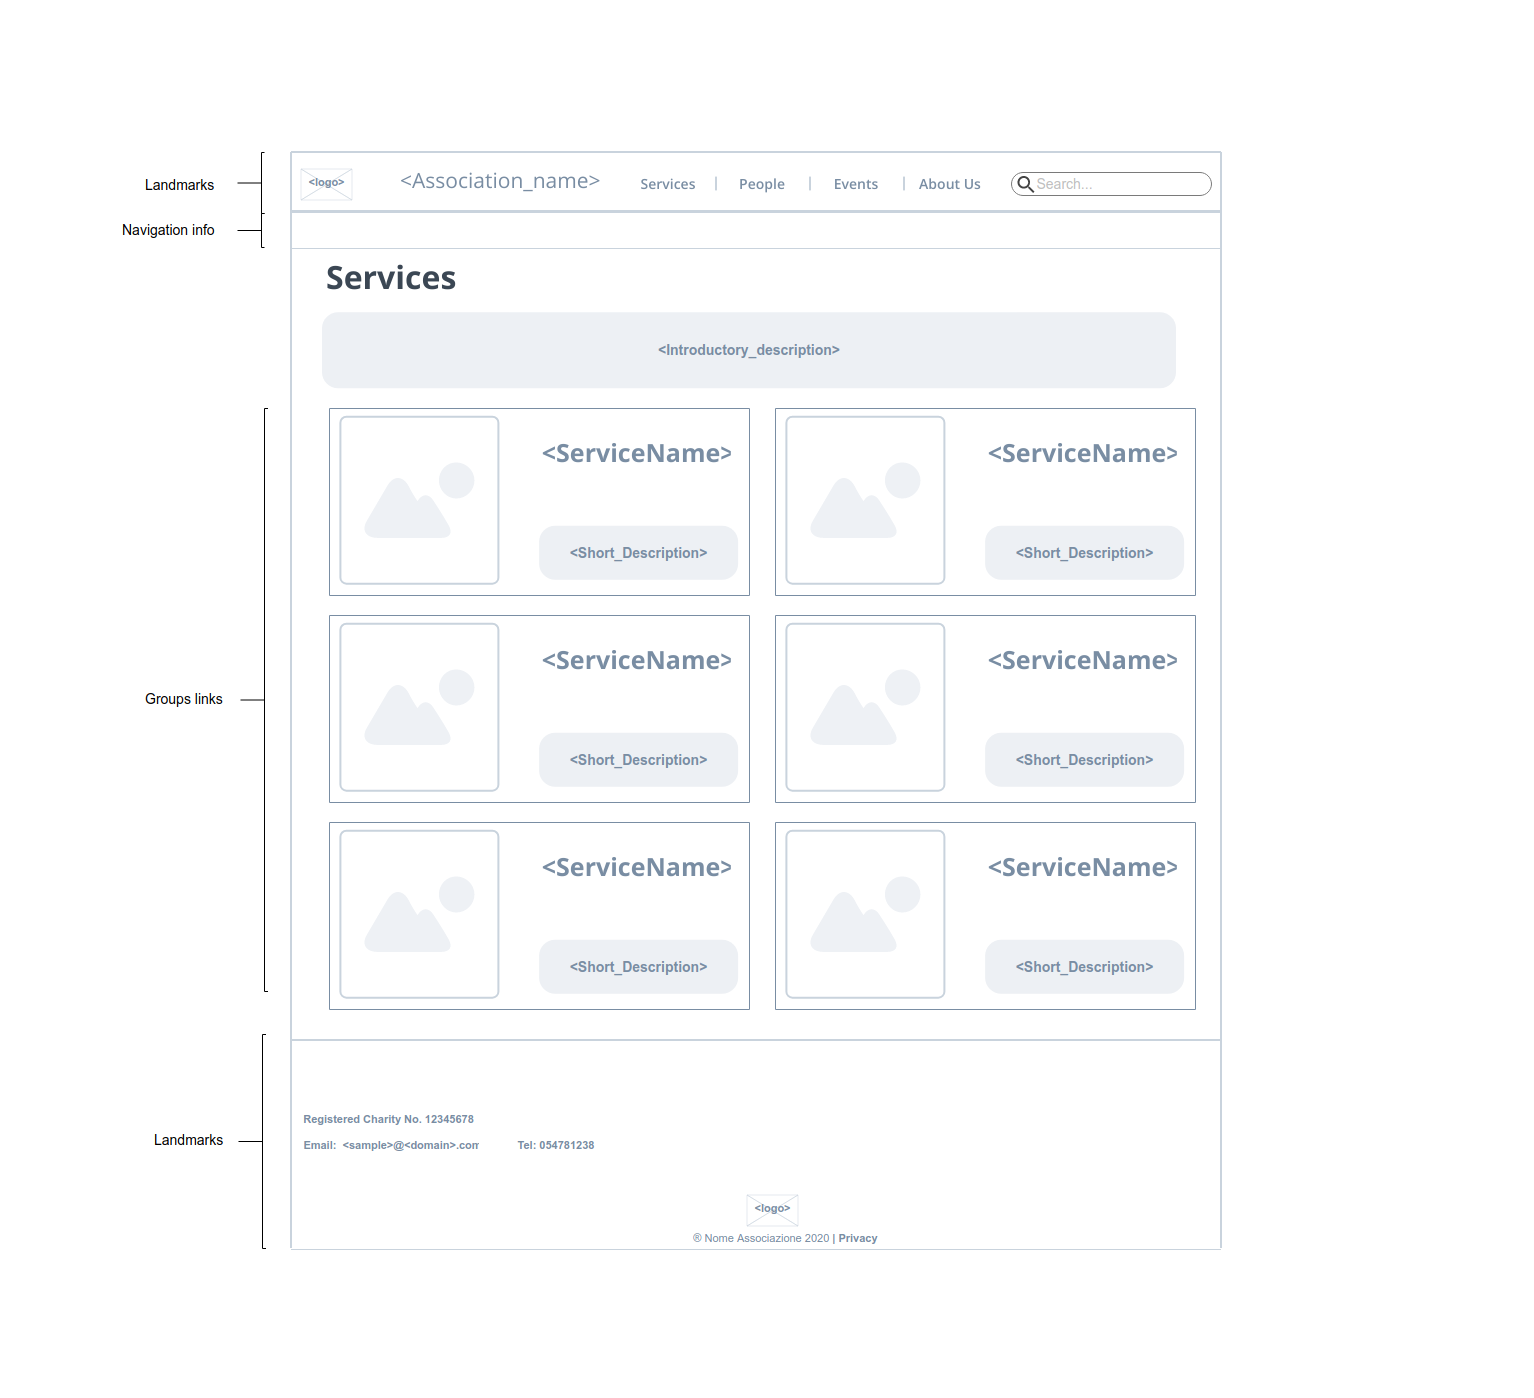 Landmarks
<logo>
<Association_name>
Services | People | Events | About Us
Search...
Navigation info
Services
<Introductory_description>
<ServiceName>
<Short_Description>
<ServiceName>
<Short_Description>
Groups links
<ServiceName>
<Short_Description>
<ServiceName>
<Short_Description>
<ServiceName>
<Short_Description>
<ServiceName>
<Short_Description>
Landmarks
Registered Charity No. 12345678
Email: <sample>@<domain>.com
Tel: 054781238
<logo>
® Nome Associazione 2020 | Privacy